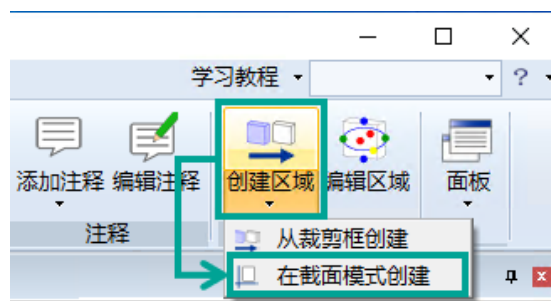 学习教程
?
添加注释 编辑注释 创建区域 编辑区域 面板
注释
从裁剪框创建
在截面模式创建